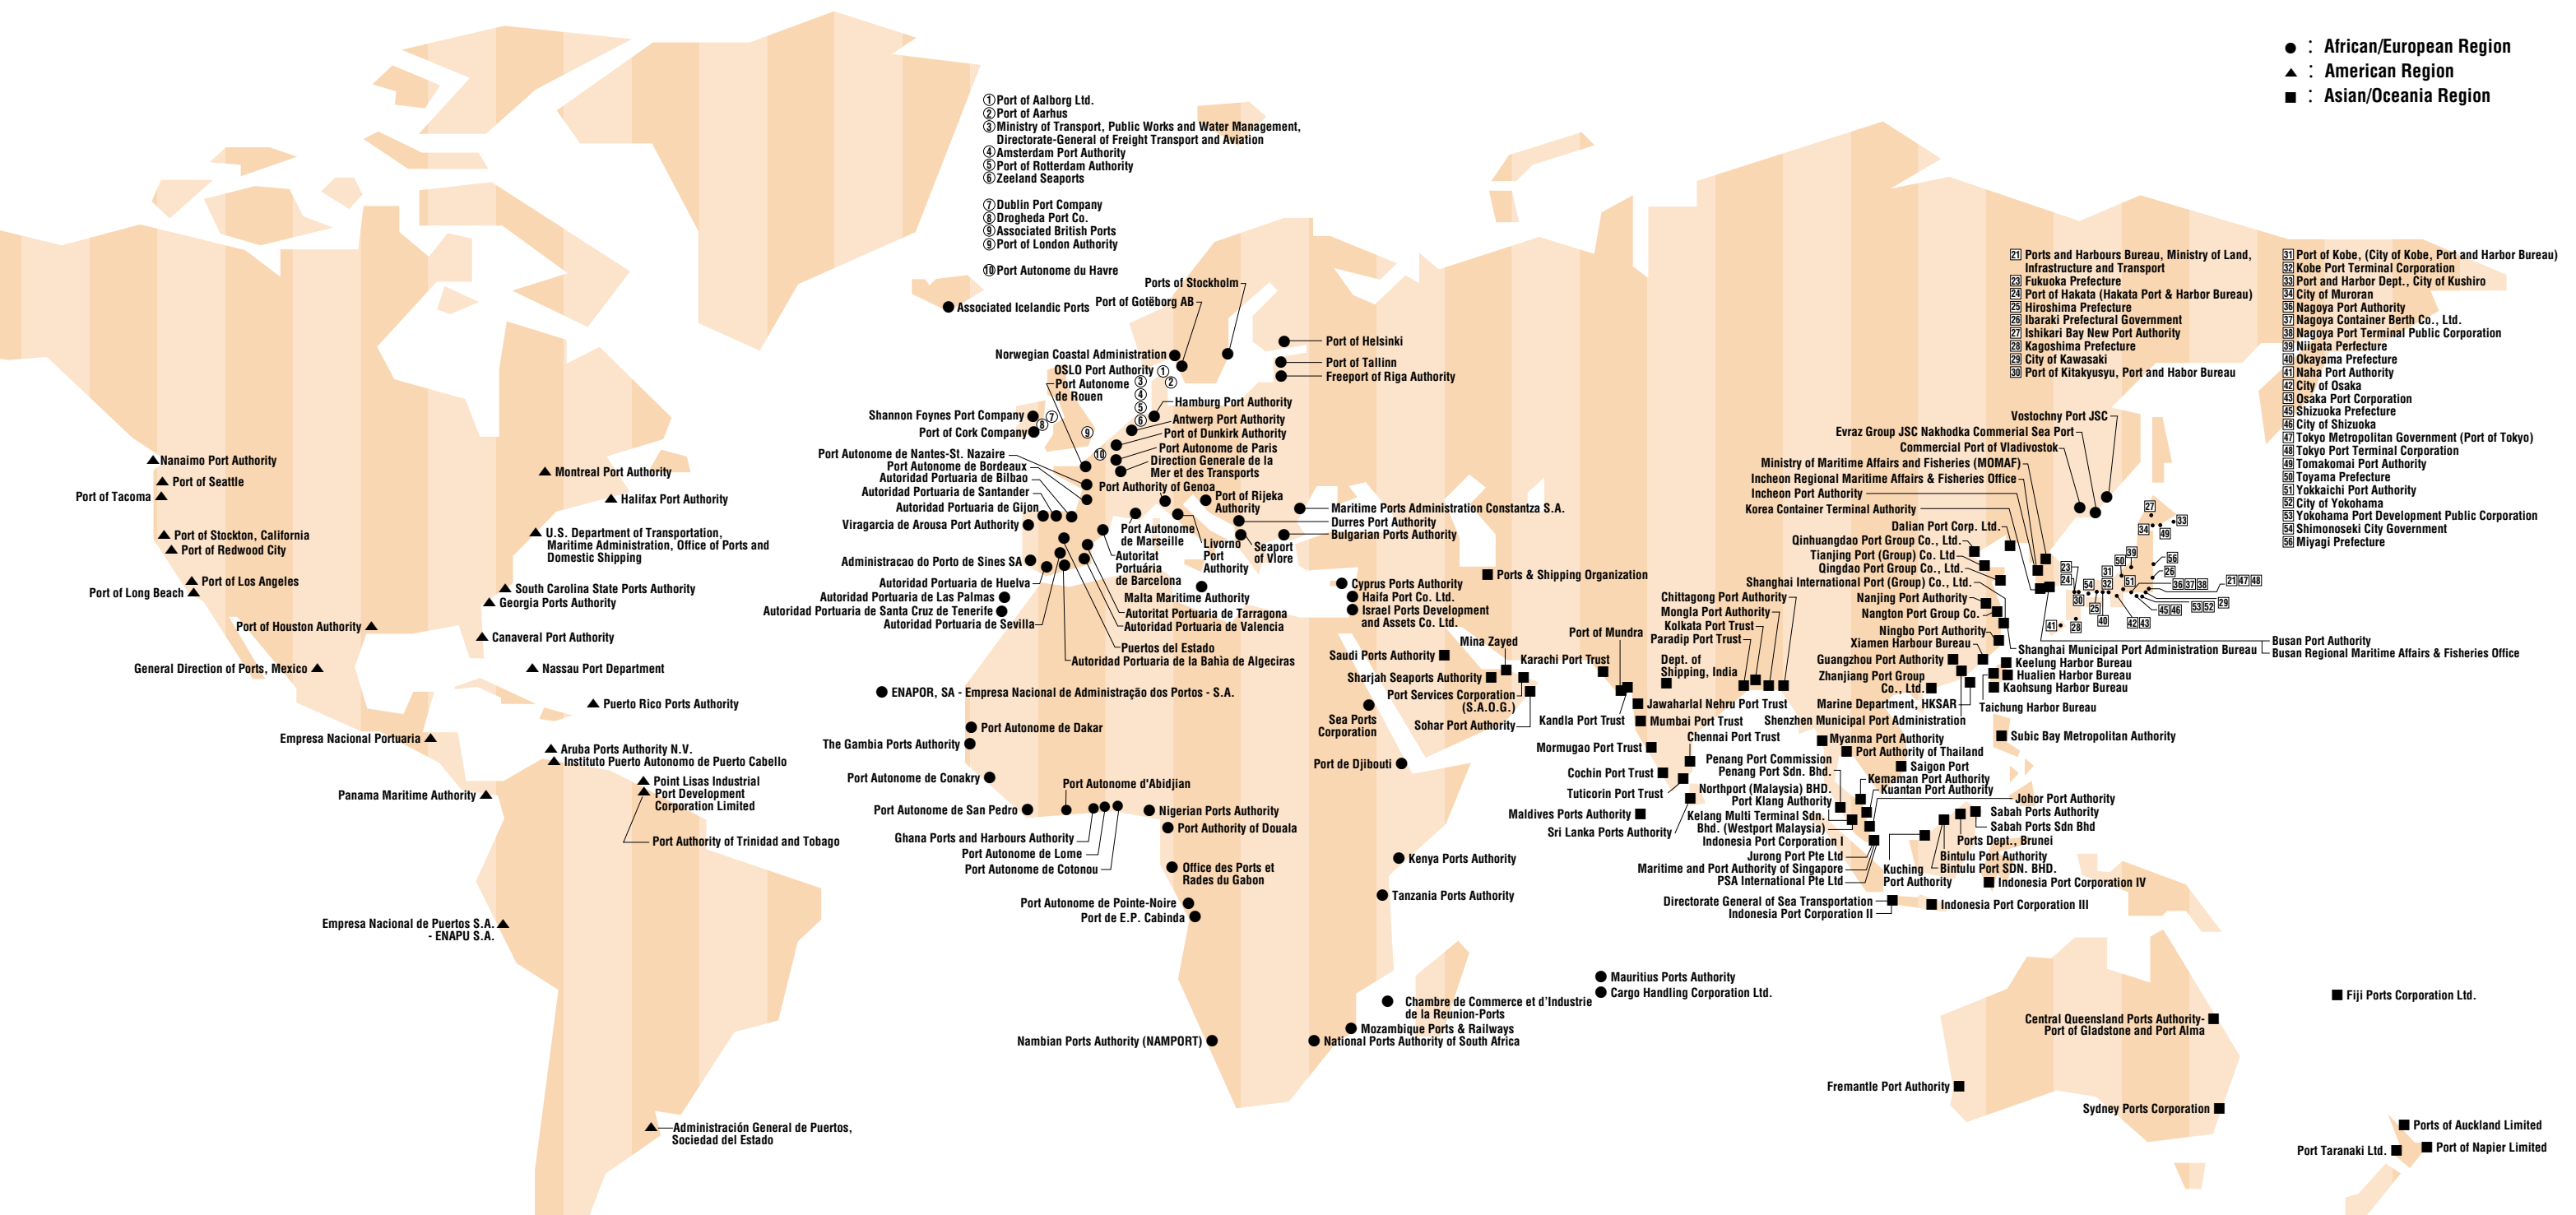 ● : African/European Region
▲ : American Region
■ : Asian/Oceania Region
①Port of Aalborg Ltd.
②Port of Aarhus
③Ministry of Transport, Public Works and Water Management,
Directorate-General of Freight Transport and Aviation
④Amsterdam Port Authority
⑤Port of Rotterdam Authority
⑥Zeeland Seaports
⑦Dublin Port Company
⑧Drogheda Port Co.
⑨Associated British Ports
⑨Port of London Authority
⑩Port Autonome du Havre
Ports of Stockholm
Port of Gotëborg AB
Associated Icelandic Ports
Norwegian Coastal Administration
OSLO Port Authority
①
②
③
④
⑤
⑥
Port Autonome
de Rouen
Port of Helsinki
Port of Tallinn
Freeport of Riga Authority
Hamburg Port Authority
Shannon Foynes Port Company
⑦
⑧
Port of Cork Company
⑨
⑩
Antwerp Port Authority
Port of Dunkirk Authority
Port Autonome de Paris
Direction Generale de la
Mer et des Transports
Port Autonome de Nantes-St. Nazaire
Port Autonome de Bordeaux
Autoridad Portuaria de Bilbao
Autoridad Portuaria de Santander
Autoridad Portuaria de Gijon
Viragarcia de Arousa Port Authority
Port Authority of Genoa
Port of Rijeka
Authority
Port Autonome
de Marseille
Livorno
Port
Authority
Seaport
of Vlore
Maritime Ports Administration Constantza S.A.
Durres Port Authority
Bulgarian Ports Authority
Administracao do Porto de Sines SA
Autoritat
Portuária
de Barcelona
Autoridad Portuaria de Huelva
Autoridad Portuaria de Las Palmas
Autoridad Portuaria de Santa Cruz de Tenerife
Autoridad Portuaria de Sevilla
Malta Maritime Authority
Autoritat Portuaria de Tarragona
Autoridad Portuaria de Valencia
Puertos del Estado
Autoridad Portuaria de la Bahìa de Algeciras
Cyprus Ports Authority
Haifa Port Co. Ltd.
Israel Ports Development
and Assets Co. Ltd.
Nanaimo Port Authority
Port of Seattle
Port of Tacoma
Port of Stockton, California
Port of Redwood City
Port of Los Angeles
Port of Long Beach
Port of Houston Authority
General Direction of Ports, Mexico
Montreal Port Authority
Halifax Port Authority
U.S. Department of Transportation,
Maritime Administration, Office of Ports and
Domestic Shipping
South Carolina State Ports Authority
Georgia Ports Authority
Canaveral Port Authority
Nassau Port Department
Puerto Rico Ports Authority
Empresa Nacional Portuaria
Aruba Ports Authority N.V.
Instituto Puerto Autonomo de Puerto Cabello
Point Lisas Industrial
Port Development
Corporation Limited
Panama Maritime Authority
Port Authority of Trinidad and Tobago
Empresa Nacional de Puertos S.A.
- ENAPU S.A.
Administración General de Puertos,
Sociedad del Estado
ENAPOR, SA - Empresa Nacional de Administração dos Portos - S.A.
Port Autonome de Dakar
The Gambia Ports Authority
Port Autonome de Conakry
Port Autonome d'Abidjian
Port Autonome de San Pedro
Nigerian Ports Authority
Port Authority of Douala
Ghana Ports and Harbours Authority
Port Autonome de Lome
Port Autonome de Cotonou
Office des Ports et
Rades du Gabon
Port Autonome de Pointe-Noire
Port de E.P. Cabinda
Nambian Ports Authority (NAMPORT)
Sea Ports
Corporation
Port de Djibouti
Kenya Ports Authority
Tanzania Ports Authority
Mauritius Ports Authority
Cargo Handling Corporation Ltd.
Chambre de Commerce et d'Industrie
de la Reunion-Ports
Mozambique Ports & Railways
National Ports Authority of South Africa
Ports & Shipping Organization
Saudi Ports Authority
Mina Zayed
Sharjah Seaports Authority
Port Services Corporation
(S.A.O.G.)
Sohar Port Authority
Karachi Port Trust
Port of Mundra
Kandla Port Trust
Dept. of
Shipping, India
Jawaharlal Nehru Port Trust
Mumbai Port Trust
Mormugao Port Trust
Chennai Port Trust
Cochin Port Trust
Tuticorin Port Trust
Maldives Ports Authority
Sri Lanka Ports Authority
Chittagong Port Authority
Mongla Port Authority
Kolkata Port Trust
Paradip Port Trust
21 Ports and Harbours Bureau, Ministry of Land,
Infrastructure and Transport
23 Fukuoka Prefecture
24 Port of Hakata (Hakata Port & Harbor Bureau)
25 Hiroshima Prefecture
26 Ibaraki Prefectural Government
27 Ishikari Bay New Port Authority
28 Kagoshima Prefecture
29 City of Kawasaki
30 Port of Kitakyusyu, Port and Habor Bureau
31 Port of Kobe, (City of Kobe, Port and Harbor Bureau)
32 Kobe Port Terminal Corporation
33 Port and Harbor Dept., City of Kushiro
34 City of Muroran
36 Nagoya Port Authority
37 Nagoya Container Berth Co., Ltd.
38 Nagoya Port Terminal Public Corporation
39 Niigata Perfecture
40 Okayama Prefecture
41 Naha Port Authority
42 City of Osaka
43 Osaka Port Corporation
45 Shizuoka Prefecture
46 City of Shizuoka
47 Tokyo Metropolitan Government (Port of Tokyo)
48 Tokyo Port Terminal Corporation
49 Tomakomai Port Authority
50 Toyama Prefecture
51 Yokkaichi Port Authority
52 City of Yokohama
53 Yokohama Port Development Public Corporation
54 Shimonoseki City Government
56 Miyagi Prefecture
Vostochny Port JSC
Evraz Group JSC Nakhodka Commerial Sea Port
Commercial Port of Vladivostok
Ministry of Maritime Affairs and Fisheries (MOMAF)
Incheon Regional Maritime Affairs & Fisheries Office
Incheon Port Authority
Korea Container Terminal Authority
Dalian Port Corp. Ltd.
Qinhuangdao Port Group Co., Ltd.
Tianjing Port (Group) Co. Ltd
Qingdao Port Group Co., Ltd.
Shanghai International Port (Group) Co., Ltd.
Nanjing Port Authority
Nangton Port Group Co.
Ningbo Port Authority
Xiamen Harbour Bureau
Guangzhou Port Authority
Zhanjiang Port Group
Co., Ltd.
Marine Department, HKSAR
Shenzhen Municipal Port Administration
27
33
34
49
39
50
56
26
23
24
54
31
32
51
36 37 38
21 47 48
30
25
40
42 43
45 46
53 52
29
41
28
Busan Port Authority
Busan Regional Maritime Affairs & Fisheries Office
Shanghai Municipal Port Administration Bureau
Keelung Harbor Bureau
Hualien Harbor Bureau
Kaohsung Harbor Bureau
Taichung Harbor Bureau
Subic Bay Metropolitan Authority
Myanma Port Authority
Port Authority of Thailand
Saigon Port
Penang Port Commission
Penang Port Sdn. Bhd.
Kemaman Port Authority
Kuantan Port Authority
Northport (Malaysia) BHD.
Port Klang Authority
Johor Port Authority
Kelang Multi Terminal Sdn.
Bhd. (Westport Malaysia)
Indonesia Port Corporation I
Sabah Ports Authority
Sabah Ports Sdn Bhd
Ports Dept., Brunei
Jurong Port Pte Ltd
Maritime and Port Authority of Singapore
PSA International Pte Ltd
Kuching
Port Authority
Bintulu Port Authority
Bintulu Port SDN. BHD.
Indonesia Port Corporation IV
Directorate General of Sea Transportation
Indonesia Port Corporation II
Indonesia Port Corporation III
Fiji Ports Corporation Ltd.
Central Queensland Ports Authority-
Port of Gladstone and Port Alma
Fremantle Port Authority
Sydney Ports Corporation
Ports of Auckland Limited
Port Taranaki Ltd.
Port of Napier Limited